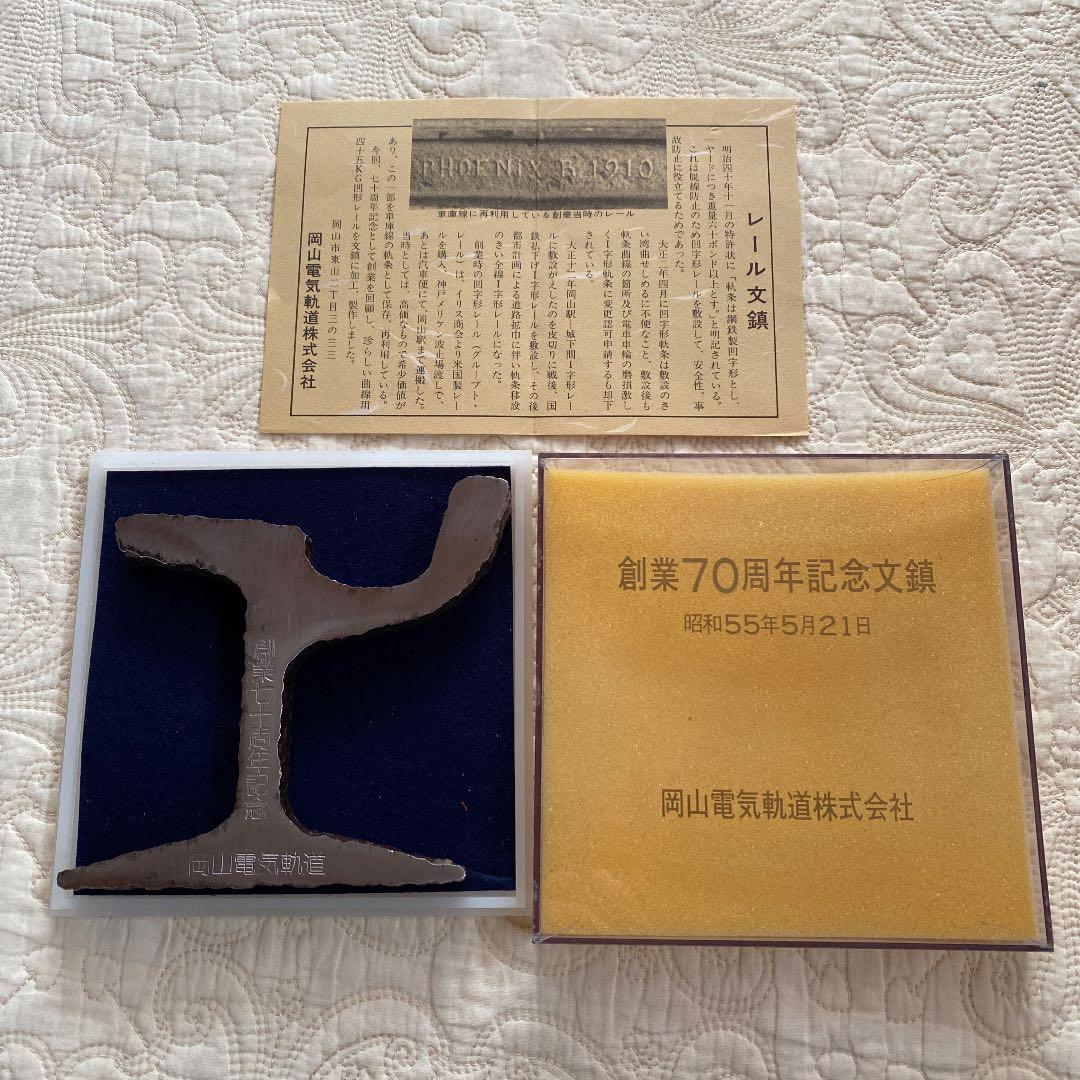 レール文鎮
明治四十年十一月の特許状に「軌条は鋼鉄製凹字形とし、
一ヤードにつき重量六十ポンド以上とす。」と明記されている。
これは脱線防止のため凹字形レールを敷設して、安全性、事
故防止に役立てるためであった。
PHOENIX B.1910
車庫線に再利用している創業当時のレール
大正二年四月に凹字形軌条は敷設のさ
い湾曲せしめるに不便なこと、敷設後も
軌条曲線の箇所及び電車車輪の磨損激し
くI字形軌条に変更認可申請するも却下
されている。
大正十二年岡山駅-城下間I字形レー
ルに敷設がえしたのを皮切りに戦後、国
鉄払下げI字形レールを敷設し、その後
都市計画による道路拡巾に伴い軌条移設
のさい全線I字形レールになった。
創業時の凹字形レール(グルーブト・
レール)は、イリス商会より米国製レー
ルを購入、神戸メリケン波止場渡しで、
あとは汽車便にて、岡山駅まで運搬した。
当時としては、高価なもので希少価値が
あり、この一部を車庫線の軌条として保存、再利用している。
今回、七十周年記念として創業を回顧し、珍らしい曲線用
四十五KG凹形レールを文鎮に加工、製作しました。
岡山市東山二丁目三の三三
岡山電気軌道株式会社
創業七十周年記念
岡山電気軌道
創業70周年記念文鎮
昭和55年5月21日
岡山電気軌道株式会社